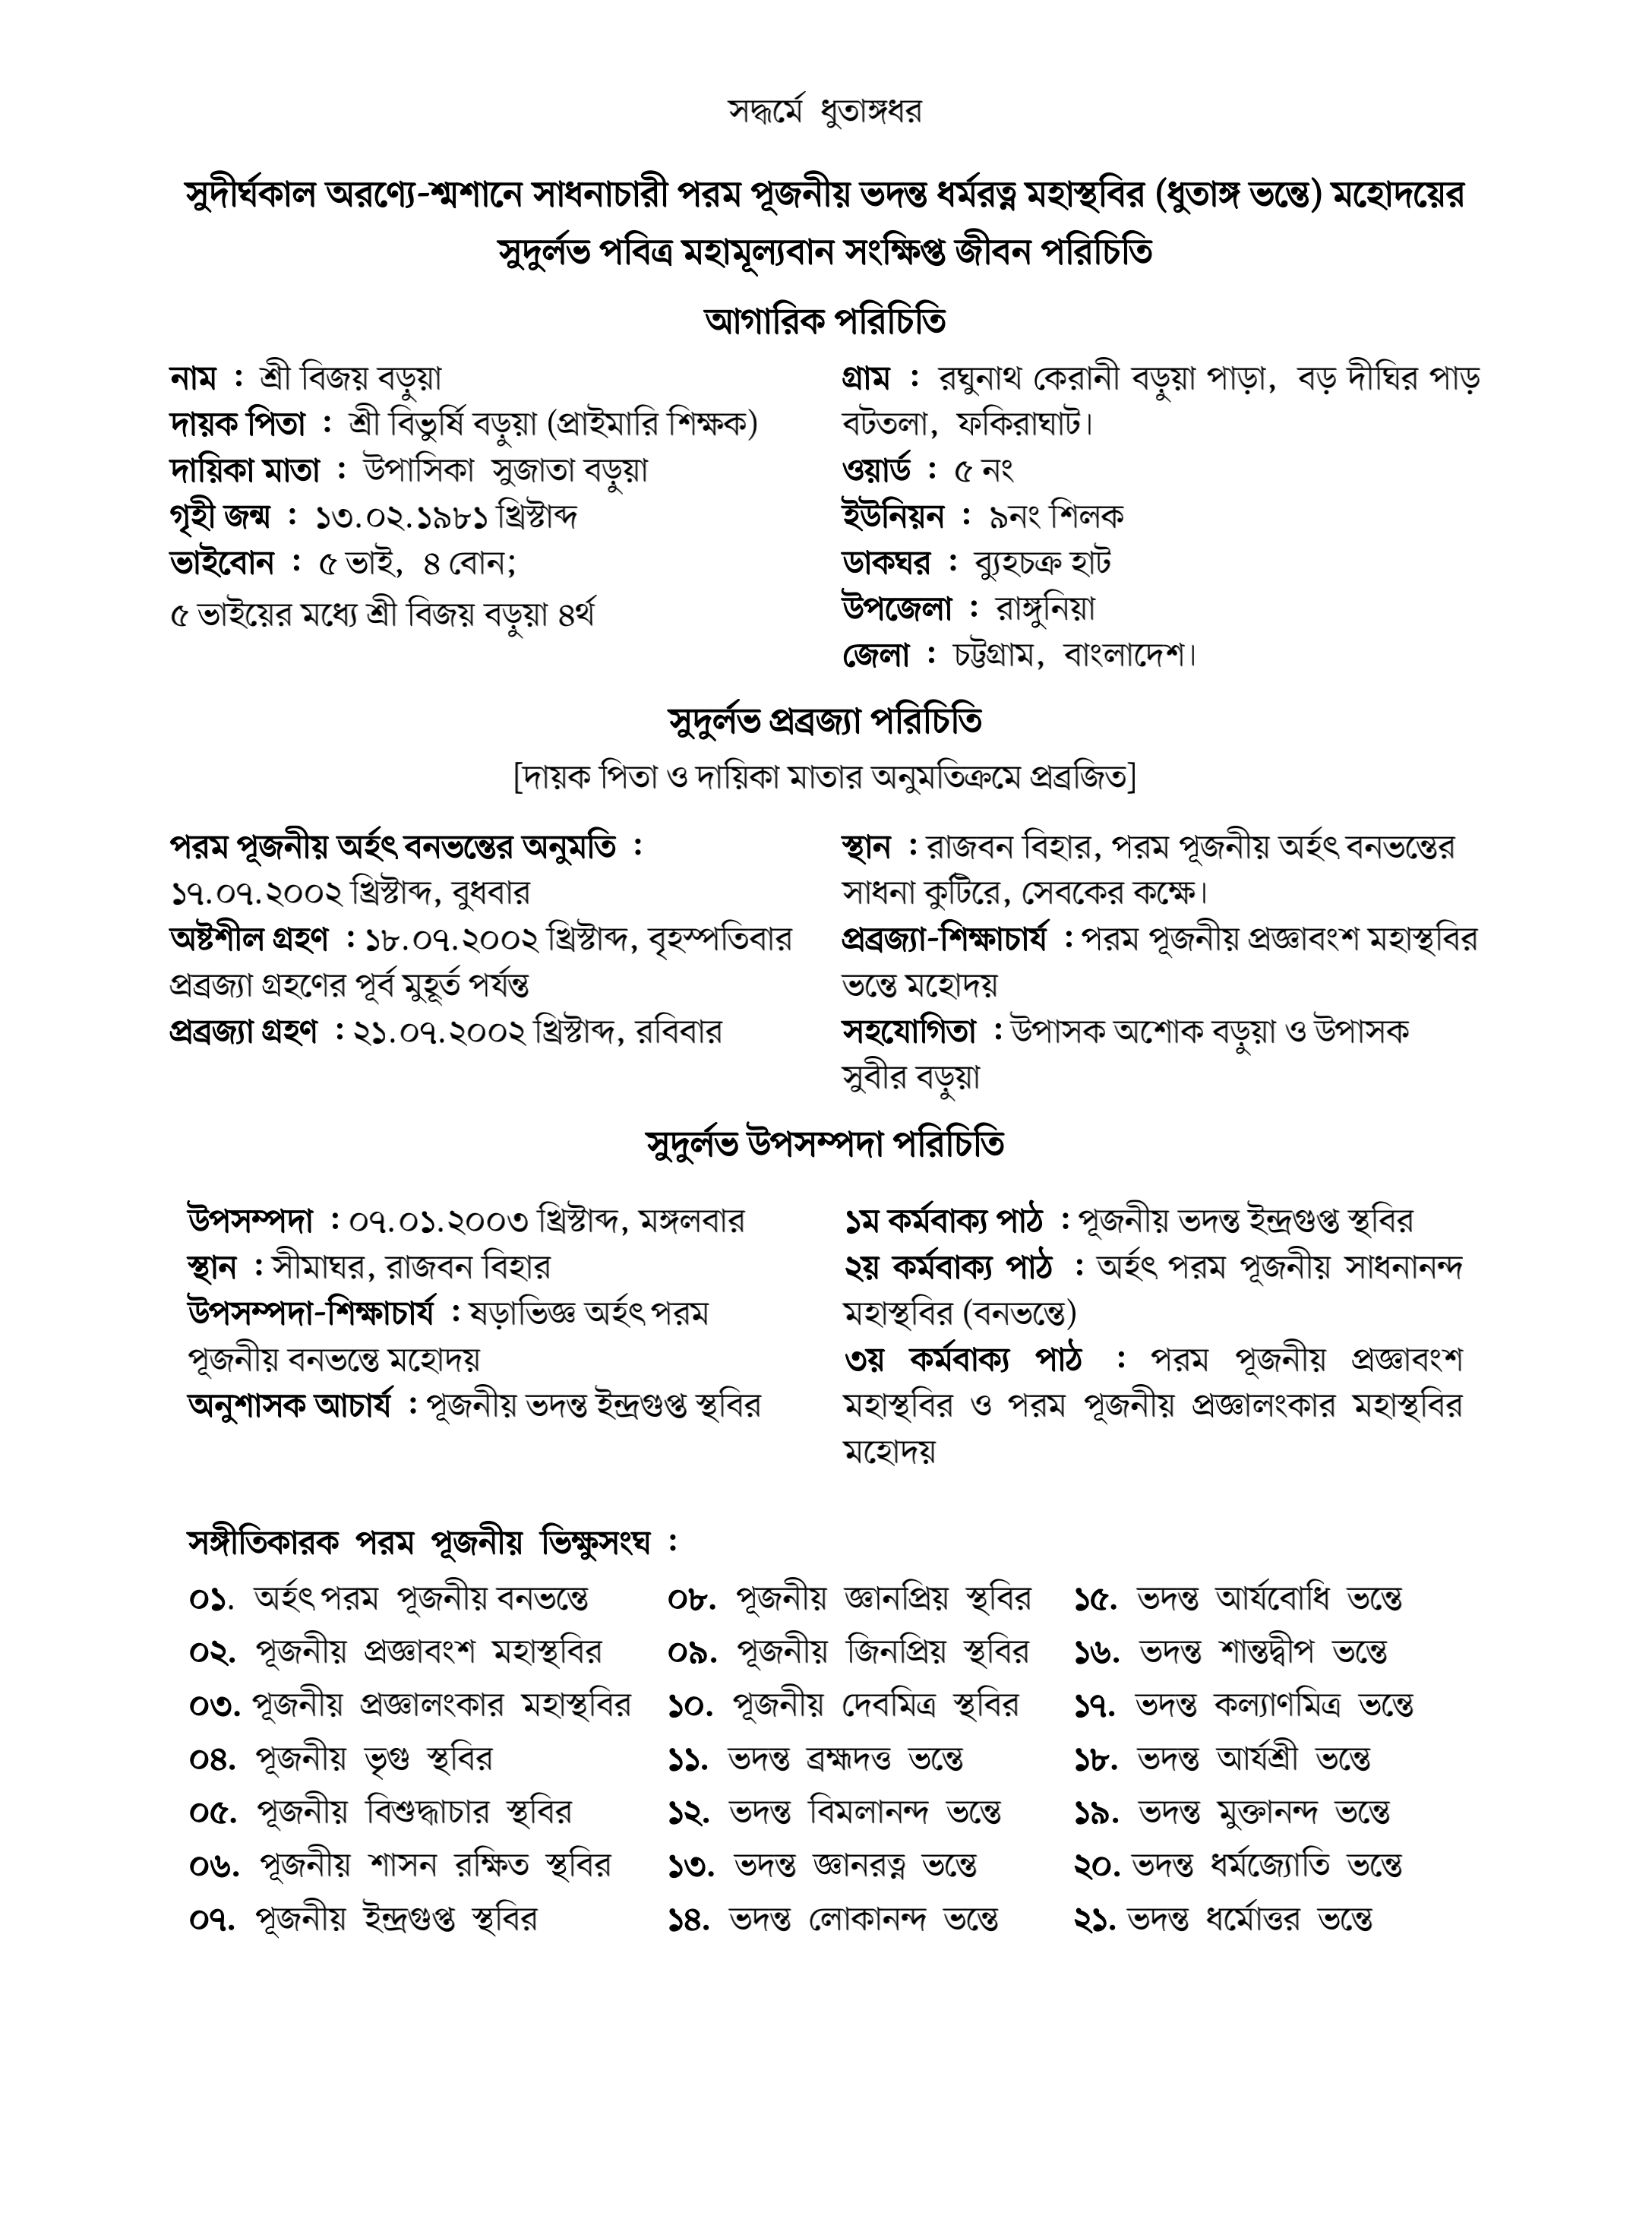 সদ্ধর্মে ধুতাঙ্গধর
সুদীর্ঘকাল অরণ্যে-শ্মশানে সাধনাচারী পরম পূজনীয় ভদন্ত ধর্মরত্ন মহাস্থবির (ধুতাঙ্গ ভন্তে) মহোদয়ের
সুদুর্লভ পবিত্র মহামূল্যবান সংক্ষিপ্ত জীবন পরিচিতি
আগারিক পরিচিতি
নাম : শ্রী বিজয় বড়ুয়া
দায়ক পিতা : শ্রী বিভুর্ষি বড়ুয়া (প্রাইমারি শিক্ষক)
দায়িকা মাতা : উপাসিকা সুজাতা বড়ুয়া
গৃহী জন্ম : ১৩.০২.১৯৮১ খ্রিস্টাব্দ
ভাইবোন : ৫ ভাই, ৪ বোন;
৫ ভাইয়ের মধ্যে শ্রী বিজয় বড়ুয়া ৪র্থ
গ্রাম : রঘুনাথ কেরানী বড়ুয়া পাড়া, বড় দীঘির পাড়
বটতলা, ফকিরাঘাট।
ওয়ার্ড : ৫ নং
ইউনিয়ন : ৯নং শিলক
ডাকঘর : ব্যুহচক্র হাট
উপজেলা : রাঙ্গুনিয়া
জেলা : চট্টগ্রাম, বাংলাদেশ।
সুদুর্লভ প্রব্রজ্যা পরিচিতি
[দায়ক পিতা ও দায়িকা মাতার অনুমতিক্রমে প্রব্রজিত]
পরম পূজনীয় অর্হৎ বনভন্তের অনুমতি :
১৭.০৭.২০০২ খ্রিস্টাব্দ, বুধবার
অষ্টশীল গ্রহণ : ১৮.০৭.২০০২ খ্রিস্টাব্দ, বৃহস্পতিবার
প্রব্রজ্যা গ্রহণের পূর্ব মুহূর্ত পর্যন্ত
প্রব্রজ্যা গ্রহণ : ২১.০৭.২০০২ খ্রিস্টাব্দ, রবিবার
স্থান : রাজবন বিহার, পরম পূজনীয় অর্হৎ বনভন্তের
সাধনা কুটিরে, সেবকের কক্ষে।
প্রব্রজ্যা-শিক্ষাচার্য : পরম পূজনীয় প্রজ্ঞাবংশ মহাস্থবির
ভন্তে মহোদয়
সহযোগিতা : উপাসক অশোক বড়ুয়া ও উপাসক
সুবীর বড়ুয়া
সুদুর্লভ উপসম্পদা পরিচিতি
উপসম্পদা : ০৭.০১.২০০৩ খ্রিস্টাব্দ, মঙ্গলবার
স্থান : সীমাঘর, রাজবন বিহার
উপসম্পদা-শিক্ষাচার্য : ষড়াভিজ্ঞ অর্হৎ পরম
পূজনীয় বনভন্তে মহোদয়
অনুশাসক আচার্য : পূজনীয় ভদন্ত ইন্দ্রগুপ্ত স্থবির
১ম কর্মবাক্য পাঠ : পূজনীয় ভদন্ত ইন্দ্রগুপ্ত স্থবির
২য় কর্মবাক্য পাঠ : অর্হৎ পরম পূজনীয় সাধনানন্দ
মহাস্থবির (বনভন্তে)
৩য় কর্মবাক্য পাঠ : পরম পূজনীয় প্রজ্ঞাবংশ
মহাস্থবির ও পরম পূজনীয় প্রজ্ঞালংকার মহাস্থবির
মহোদয়
সঙ্গীতিকারক পরম পূজনীয় ভিক্ষুসংঘ :
০১. অর্হৎ পরম পূজনীয় বনভন্তে
০২. পূজনীয় প্রজ্ঞাবংশ মহাস্থবির
০৩. পূজনীয় প্রজ্ঞালংকার মহাস্থবির
০৪. পূজনীয় ভৃগু স্থবির
০৫. পূজনীয় বিশুদ্ধাচার স্থবির
০৬. পূজনীয় শাসন রক্ষিত স্থবির
০৭. পূজনীয় ইন্দ্রগুপ্ত স্থবির
০৮. পূজনীয় জ্ঞানপ্রিয় স্থবির
০৯. পূজনীয় জিনপ্রিয় স্থবির
১০. পূজনীয় দেবমিত্র স্থবির
১১. ভদন্ত ব্রহ্মদত্ত ভন্তে
১২. ভদন্ত বিমলানন্দ ভন্তে
১৩. ভদন্ত জ্ঞানরত্ন ভন্তে
১৪. ভদন্ত লোকানন্দ ভন্তে
১৫. ভদন্ত আর্যবোধি ভন্তে
১৬. ভদন্ত শান্তদ্বীপ ভন্তে
১৭. ভদন্ত কল্যাণমিত্র ভন্তে
১৮. ভদন্ত আর্যশ্রী ভন্তে
১৯. ভদন্ত মুক্তানন্দ ভন্তে
২০. ভদন্ত ধর্মজ্যোতি ভন্তে
২১. ভদন্ত ধর্মোত্তর ভন্তে